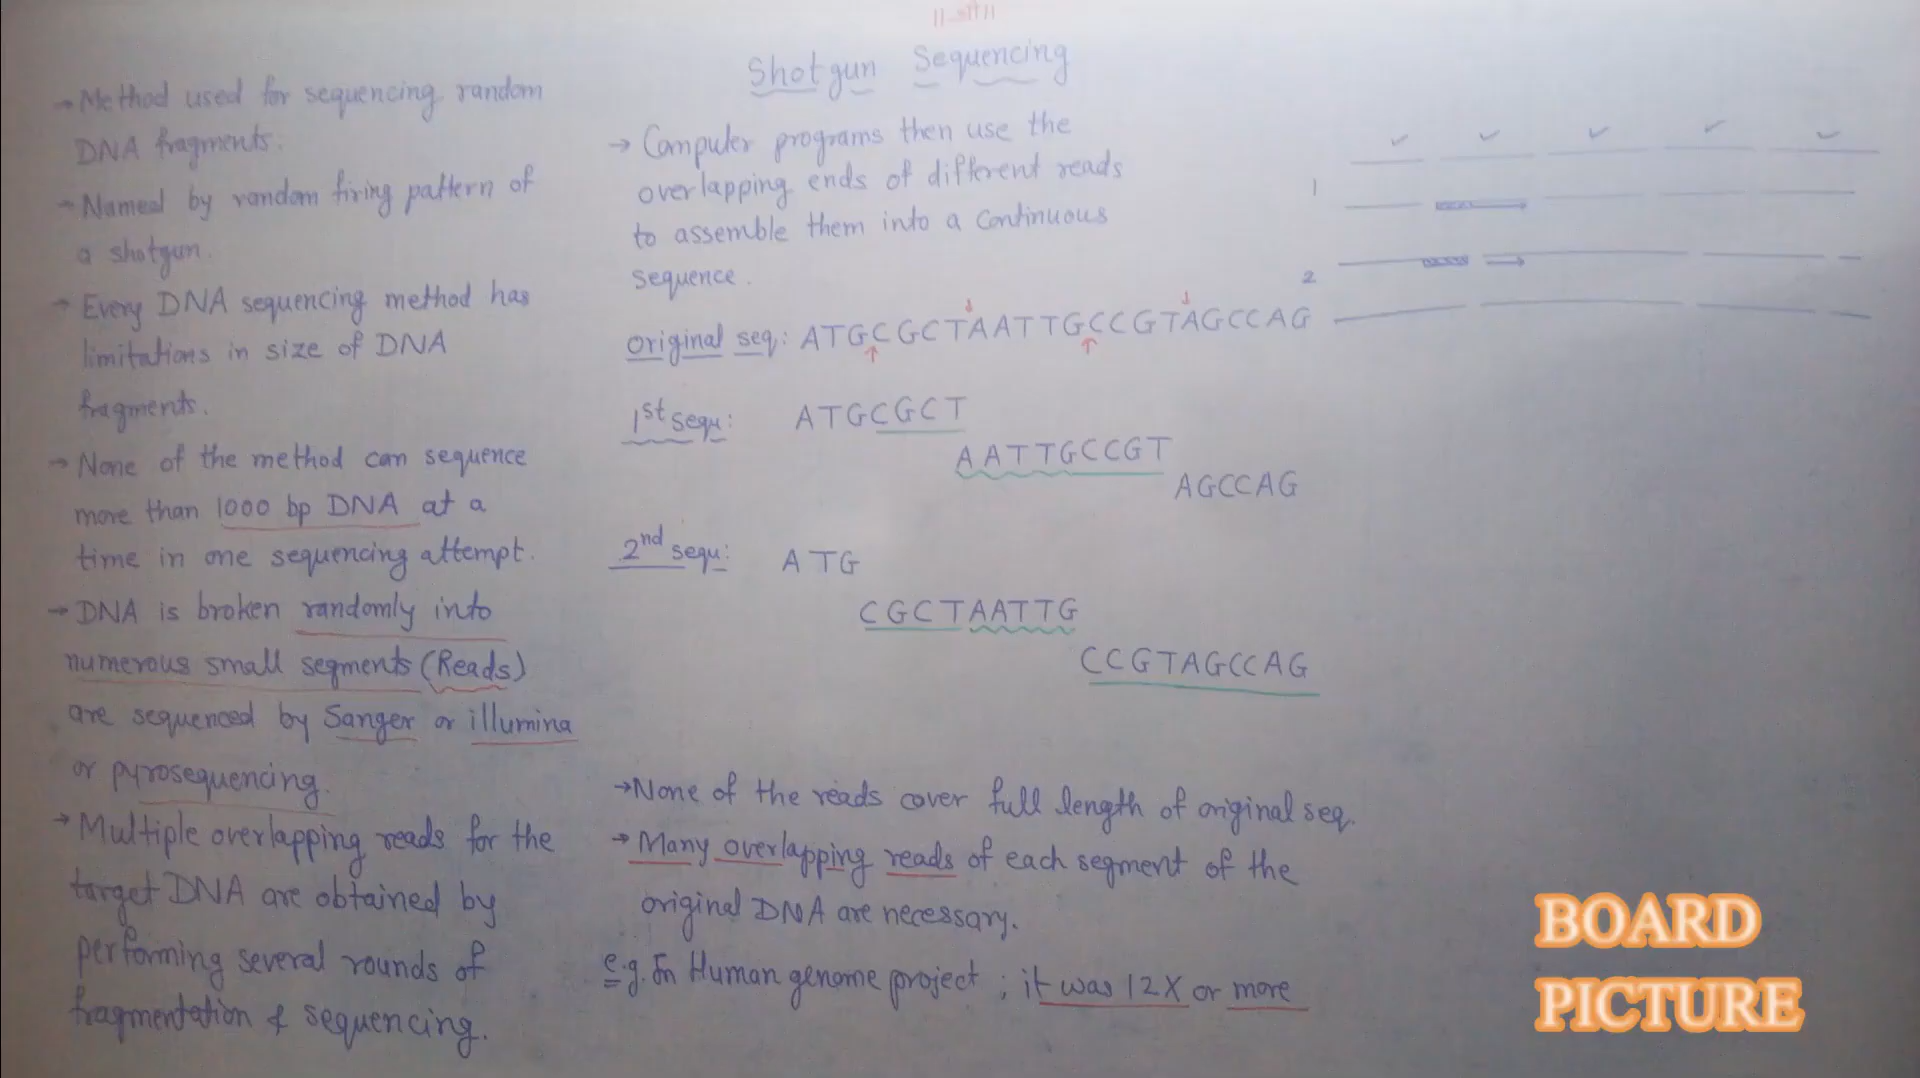 Shotgun Sequencing
→ Method used for sequencing random
DNA fragments.
→ Named by random firing pattern of
a shotgun.
→ Every DNA sequencing method has
limitations in size of DNA
fragments.
→ None of the method can sequence
more than 1000 bp DNA at a
time in one sequencing attempt.
→ DNA is broken randomly into
numerous small segments (Reads)
are sequenced by Sanger or illumina
or pyrosequencing.
→ Multiple overlapping reads for the
target DNA are obtained by
performing several rounds of
fragmentation & sequencing.
→ Computer programs then use the
overlapping ends of different reads
to assemble them into a continuous
sequence.
original seq: ATGCGCTAATTGCCGTAGCCAG
1st sequ: ATGCGCT
AATTGCCGT
AGCCAG
2nd sequ: ATG
CGCTAATTG
CCGTAGCCAG
→ None of the reads cover full length of original seq.
→ Many overlapping reads of each segment of the
original DNA are necessary.
e.g. In Human genome project ; it was 12X or more
1
2
BOARD
PICTURE